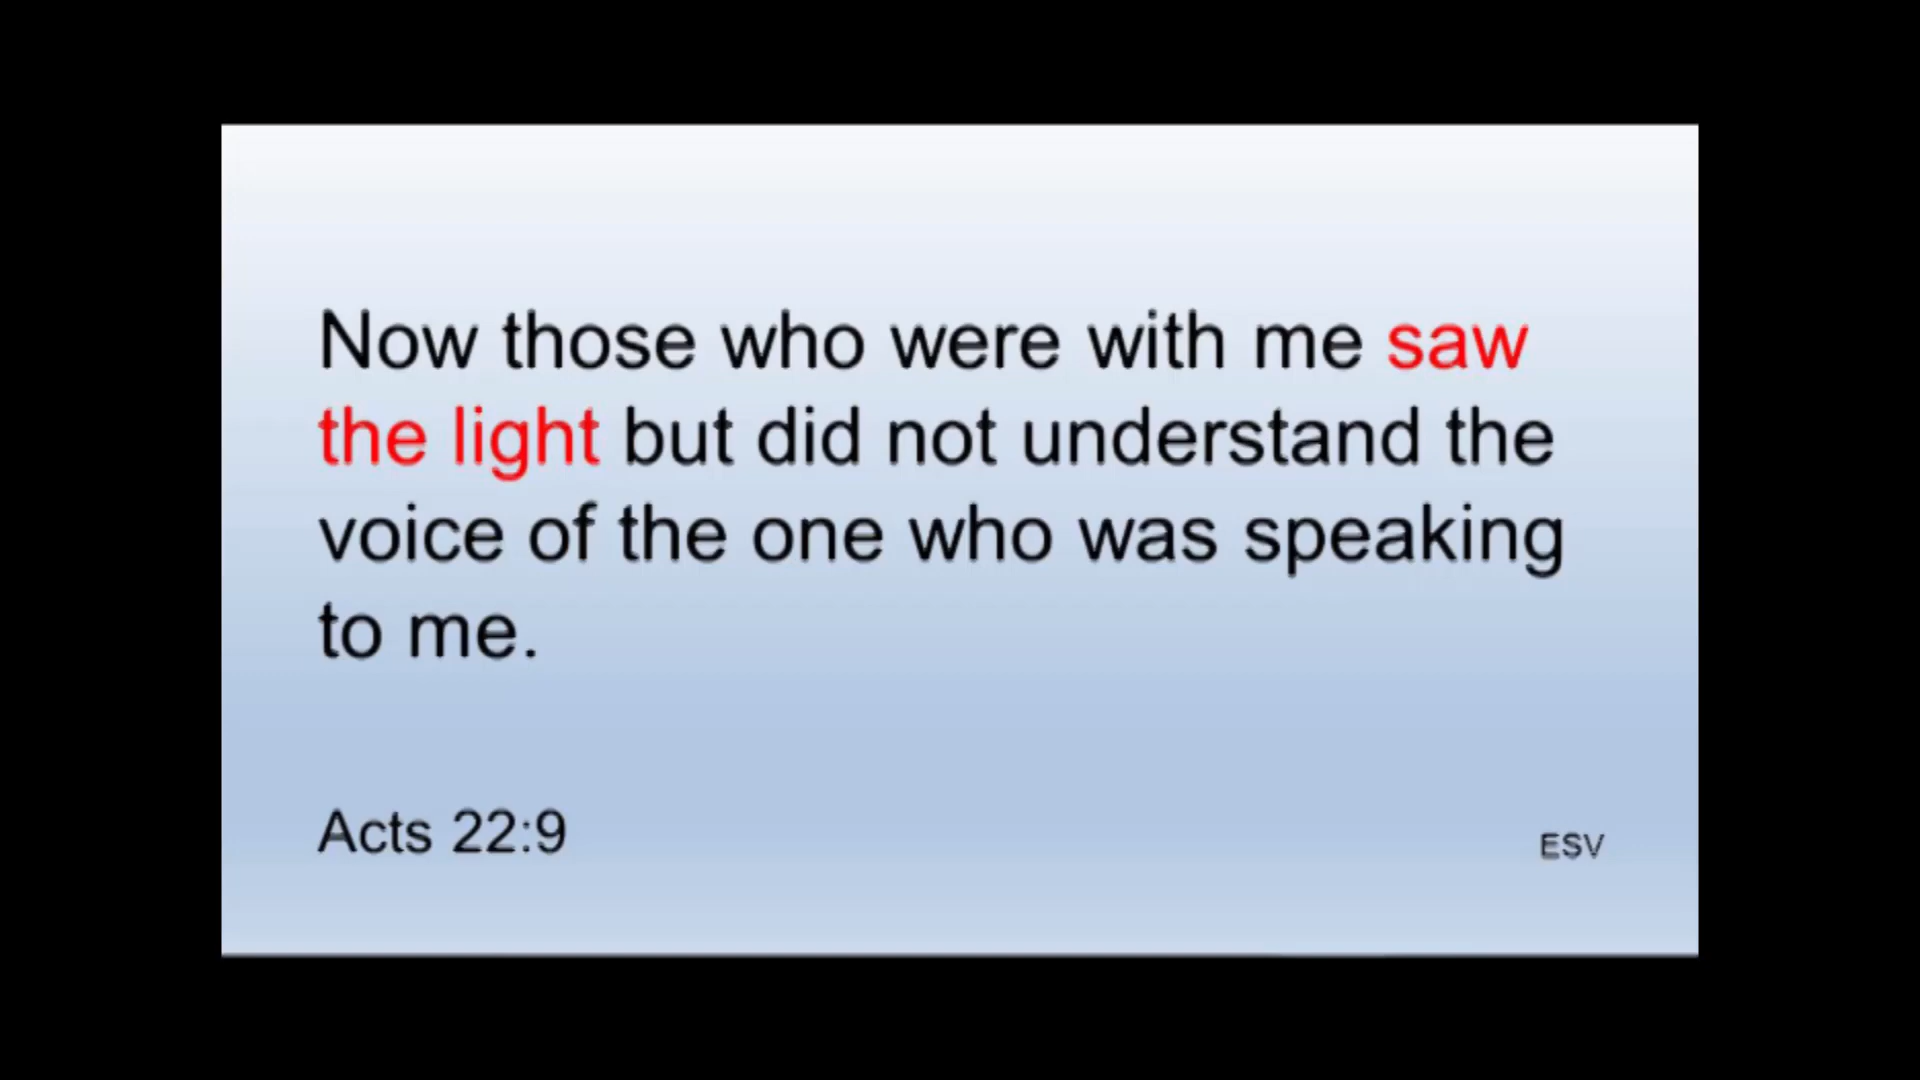 Now those who were with me saw
the light but did not understand the
voice of the one who was speaking
to me.
Acts 22:9
ESV